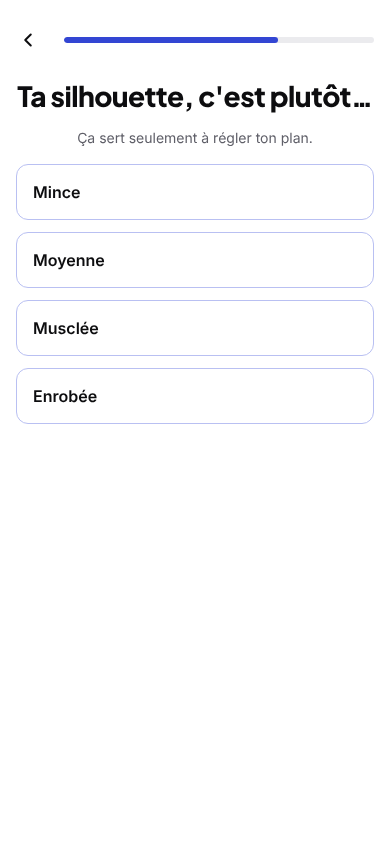 Ta silhouette, c'est plutôt…
Ça sert seulement à régler ton plan.
Mince
Moyenne
Musclée
Enrobée